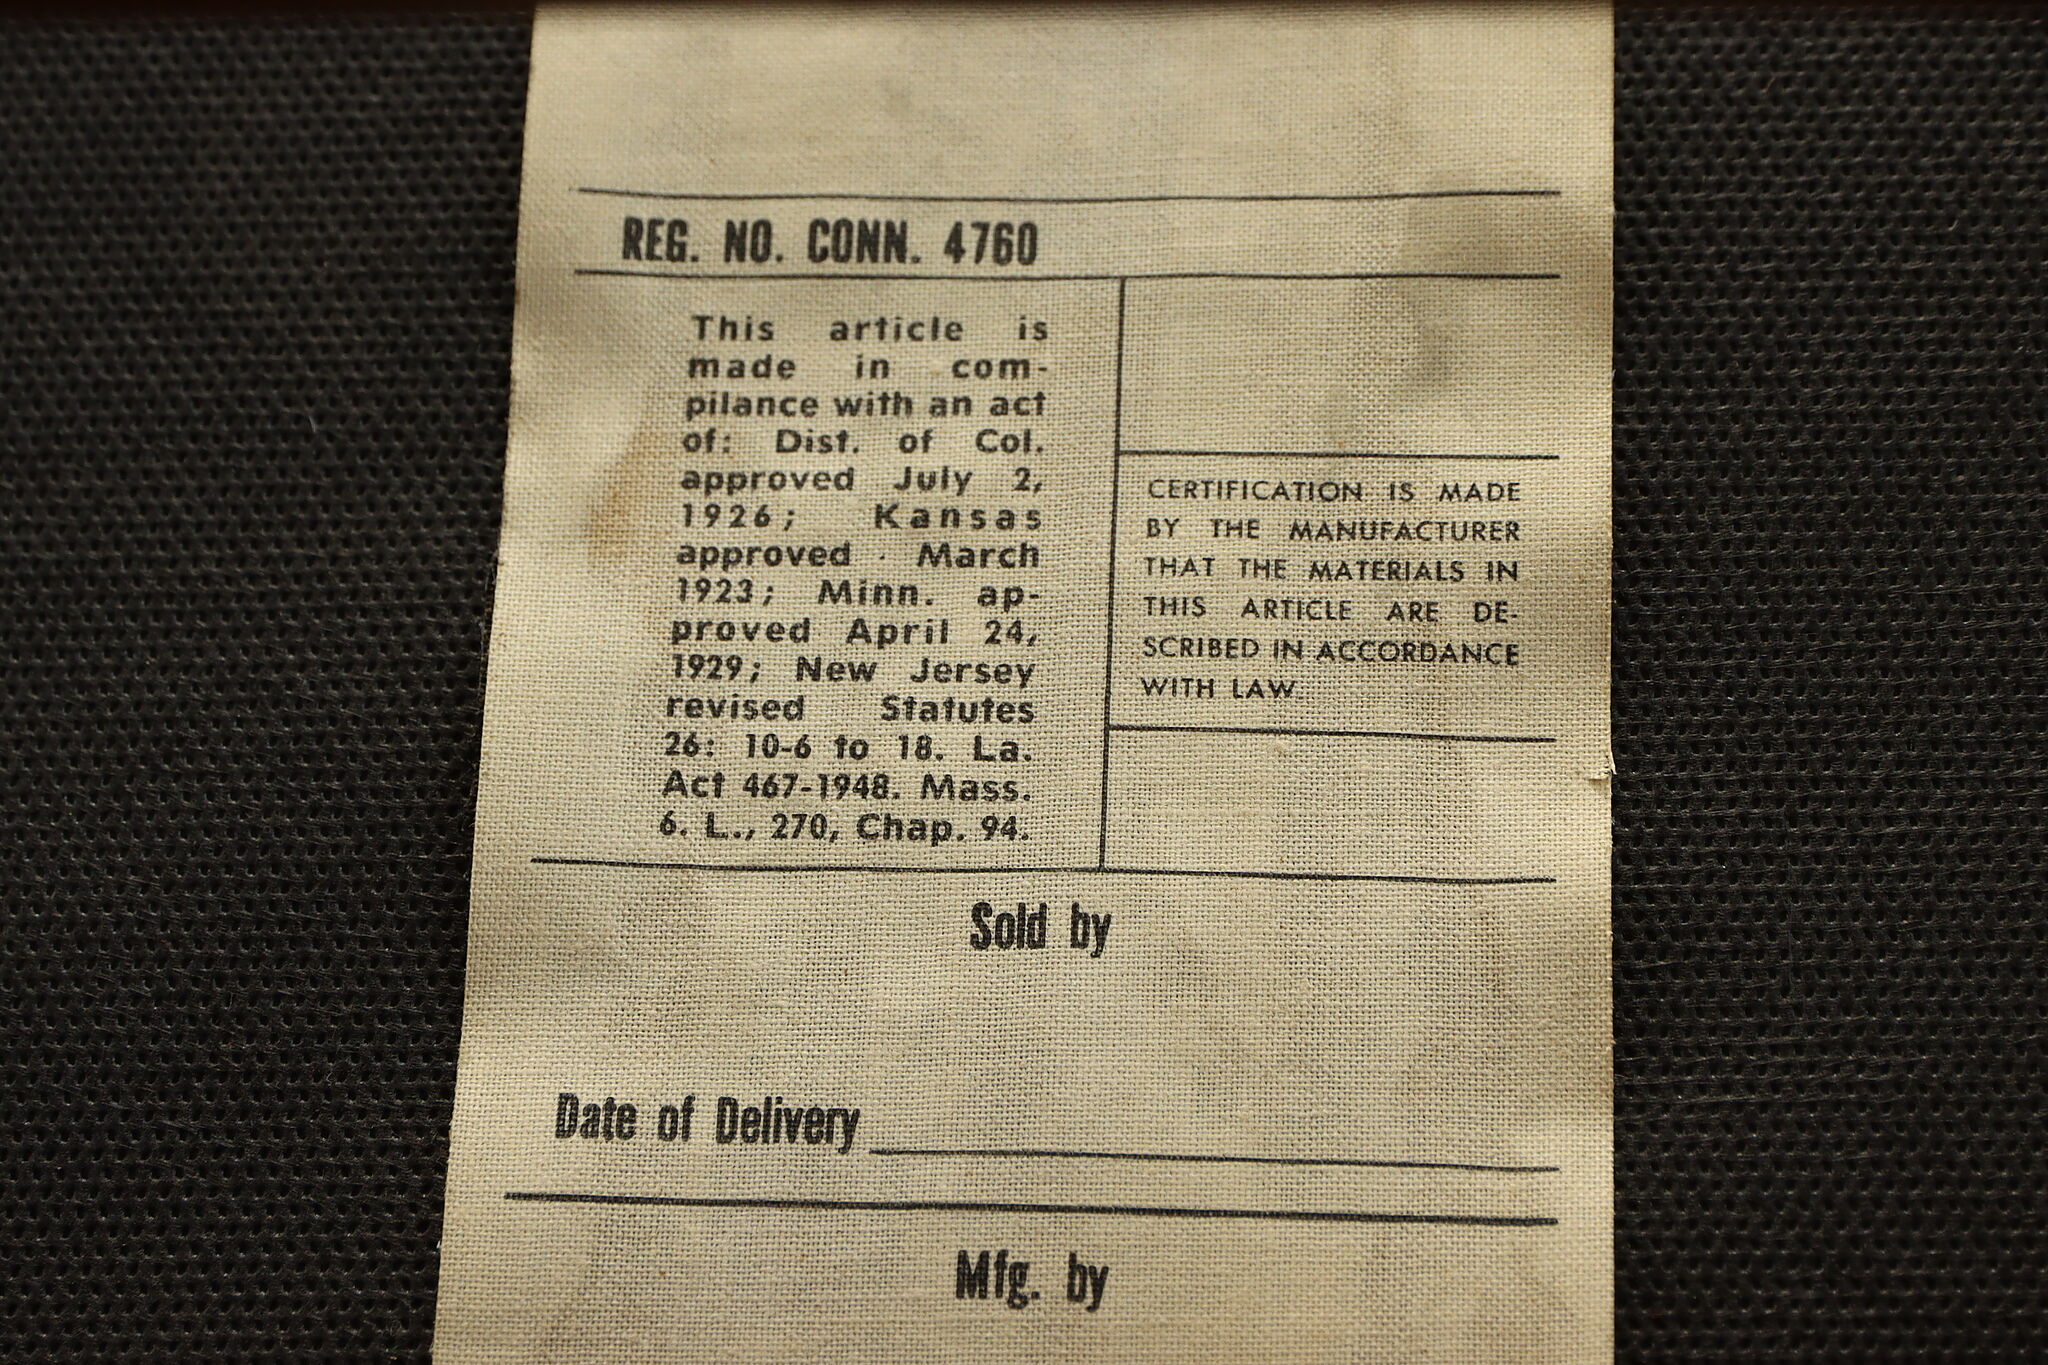 REG. NO. CONN. 4760
This article is
made in com-
pilance with an act
of: Dist. of Col.
approved July 2,
1926; Kansas
approved March
1923; Minn. ap-
proved April 24,
1929; New Jersey
revised Statutes
26: 10-6 to 18. La.
Act 467-1948. Mass.
6. L., 270, Chap. 94.
CERTIFICATION IS MADE
BY THE MANUFACTURER
THAT THE MATERIALS IN
THIS ARTICLE ARE DE-
SCRIBED IN ACCORDANCE
WITH LAW
Sold by
Date of Delivery
Mfg. by